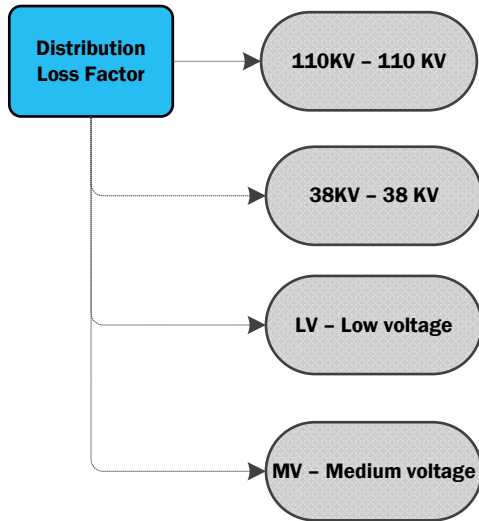 Distribution
Loss Factor
110KV – 110 KV
38KV – 38 KV
LV – Low voltage
MV – Medium voltage